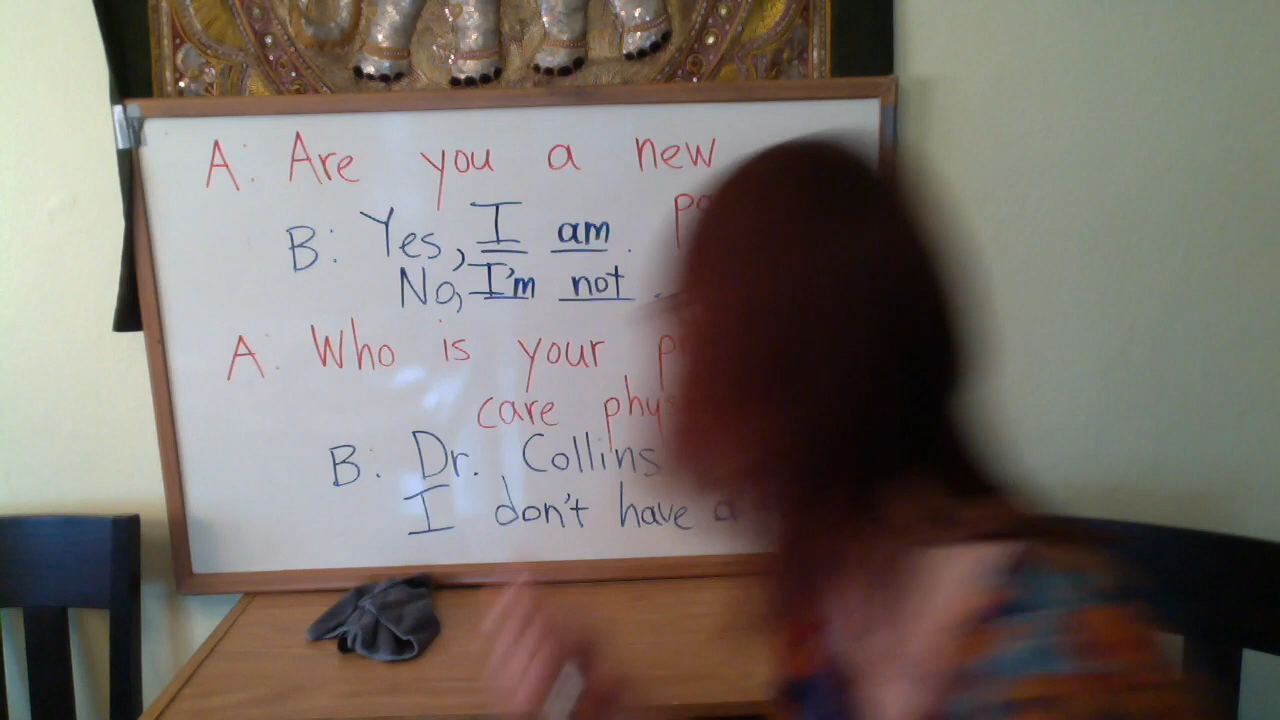 A: Are you a new
B: Yes, I am.
No, I'm not.
A: Who is your
care
B: Dr. Collins
I don't have a